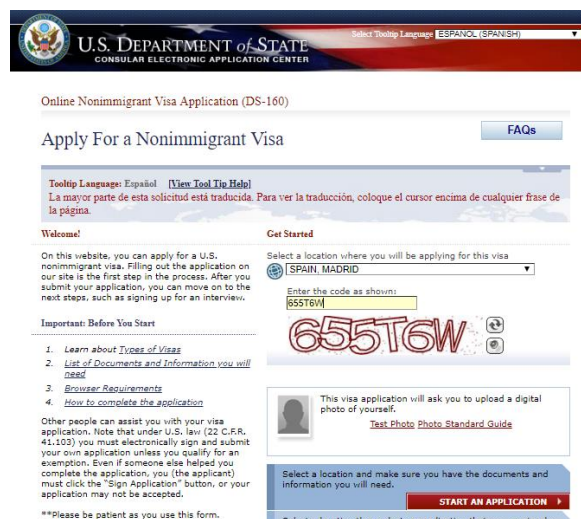 Select Tooltip Language ESPANOL (SPANISH)
U.S. DEPARTMENT of STATE
CONSULAR ELECTRONIC APPLICATION CENTER
Online Nonimmigrant Visa Application (DS-160)
Apply For a Nonimmigrant Visa
FAQs
Tooltip Language: Español [View Tool Tip Help]
La mayor parte de esta solicitud está traducida. Para ver la traducción, coloque el cursor encima de cualquier frase de
la página.
Welcome!
On this website, you can apply for a U.S.
nonimmigrant visa. Filling out the application on
our site is the first step in the process. After you
submit your application, you can move on to the
next steps, such as signing up for an interview.
Important: Before You Start
1. Learn about Types of Visas
2. List of Documents and Information you will
need
3. Browser Requirements
4. How to complete the application
Other people can assist you with your visa
application. Note that under U.S. law (22 C.F.R.
41.103) you must electronically sign and submit
your own application unless you qualify for an
exemption. Even if someone else helped you
complete the application, you (the applicant)
must click the "Sign Application" button, or your
application may not be accepted.
**Please be patient as you use this form.
Get Started
Select a location where you will be applying for this visa
SPAIN, MADRID
Enter the code as shown:
655T6W
655T6W
This visa application will ask you to upload a digital
photo of yourself.
Test Photo Photo Standard Guide
Select a location and make sure you have the documents and
information you will need.
START AN APPLICATION